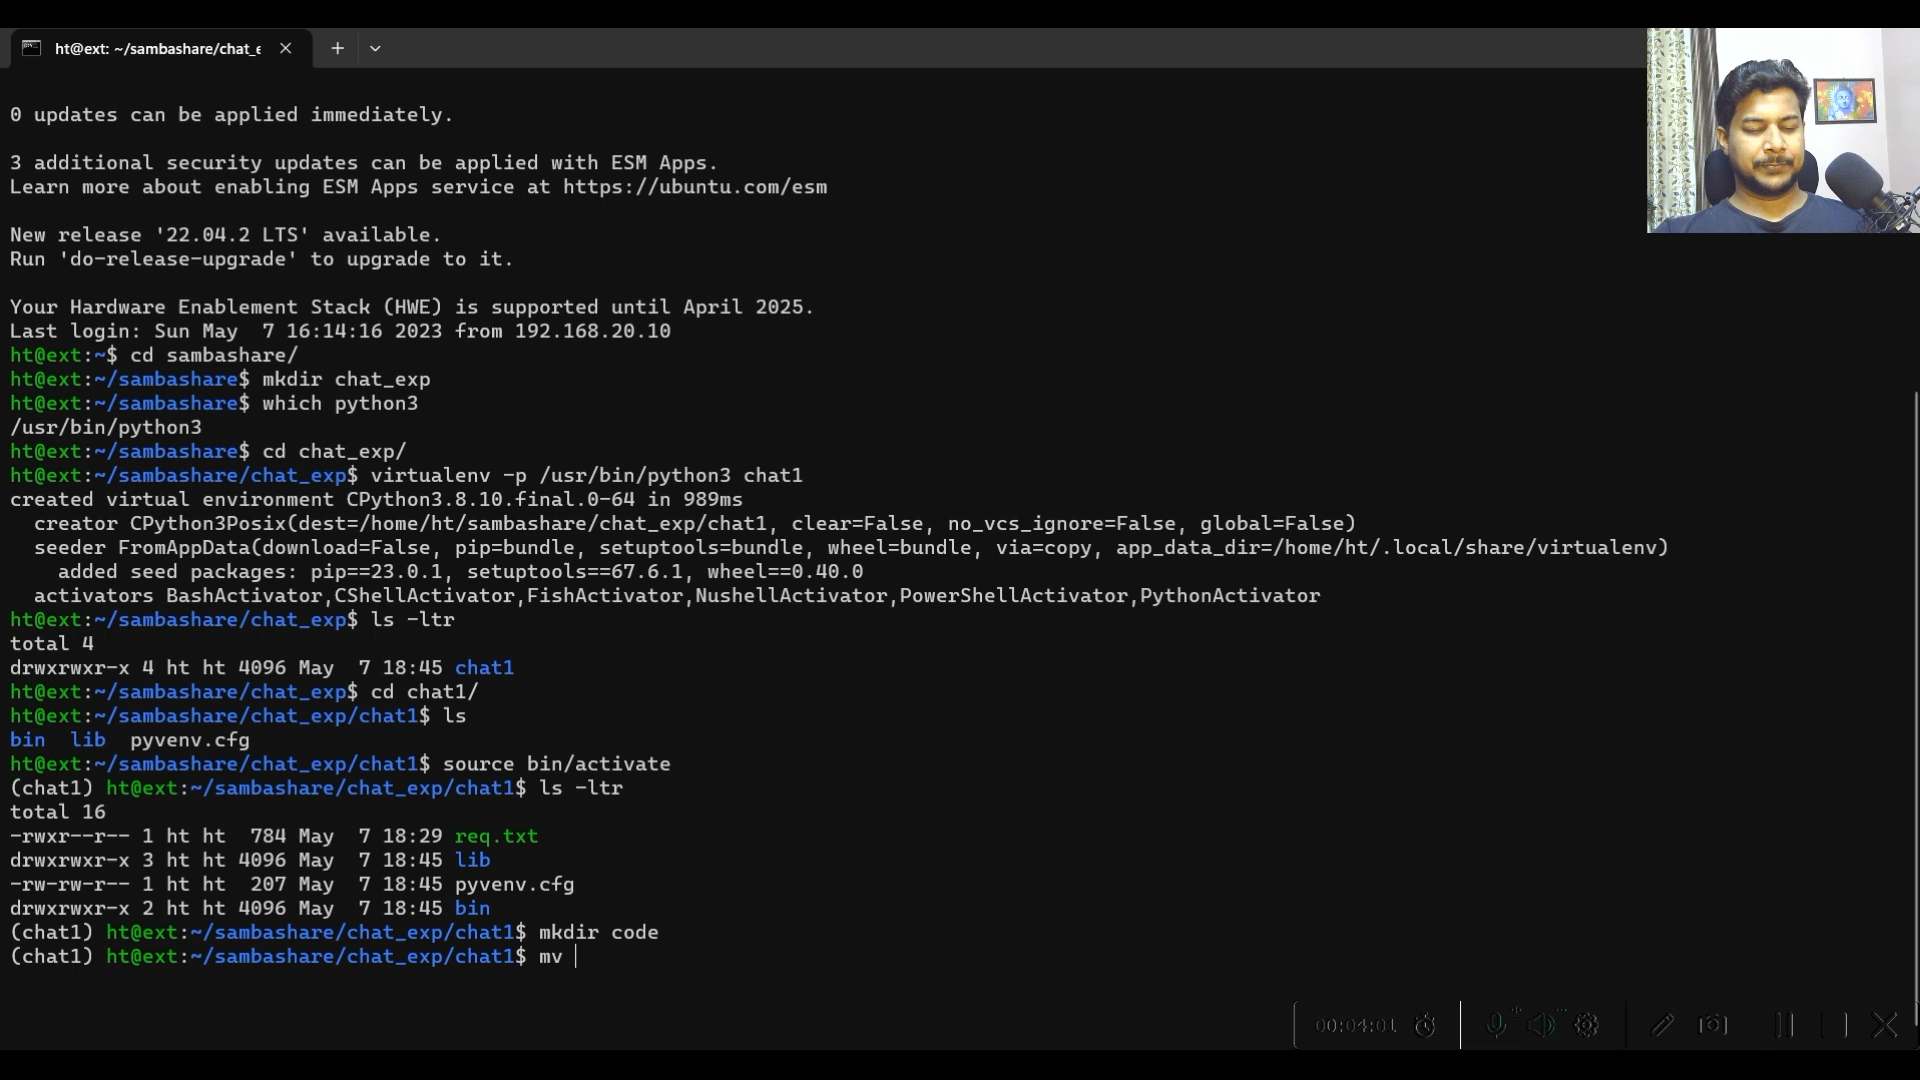 ht@ext: ~/sambashare/chat_e
0 updates can be applied immediately.
3 additional security updates can be applied with ESM Apps.
Learn more about enabling ESM Apps service at https://ubuntu.com/esm
New release '22.04.2 LTS' available.
Run 'do-release-upgrade' to upgrade to it.
Your Hardware Enablement Stack (HWE) is supported until April 2025.
Last login: Sun May  7 16:14:16 2023 from 192.168.20.10
ht@ext:~$ cd sambashare/
ht@ext:~/sambashare$ mkdir chat_exp
ht@ext:~/sambashare$ which python3
/usr/bin/python3
ht@ext:~/sambashare$ cd chat_exp/
ht@ext:~/sambashare/chat_exp$ virtualenv -p /usr/bin/python3 chat1
created virtual environment CPython3.8.10.final.0-64 in 989ms
  creator CPython3Posix(dest=/home/ht/sambashare/chat_exp/chat1, clear=False, no_vcs_ignore=False, global=False)
  seeder FromAppData(download=False, pip=bundle, setuptools=bundle, wheel=bundle, via=copy, app_data_dir=/home/ht/.local/share/virtualenv)
    added seed packages: pip==23.0.1, setuptools==67.6.1, wheel==0.40.0
  activators BashActivator,CShellActivator,FishActivator,NushellActivator,PowerShellActivator,PythonActivator
ht@ext:~/sambashare/chat_exp$ ls -ltr
total 4
drwxrwxr-x 4 ht ht 4096 May  7 18:45 chat1
ht@ext:~/sambashare/chat_exp$ cd chat1/
ht@ext:~/sambashare/chat_exp/chat1$ ls
bin  lib  pyvenv.cfg
ht@ext:~/sambashare/chat_exp/chat1$ source bin/activate
(chat1) ht@ext:~/sambashare/chat_exp/chat1$ ls -ltr
total 16
-rwxr--r-- 1 ht ht  784 May  7 18:29 req.txt
drwxrwxr-x 3 ht ht 4096 May  7 18:45 lib
-rw-rw-r-- 1 ht ht  207 May  7 18:45 pyvenv.cfg
drwxrwxr-x 2 ht ht 4096 May  7 18:45 bin
(chat1) ht@ext:~/sambashare/chat_exp/chat1$ mkdir code
(chat1) ht@ext:~/sambashare/chat_exp/chat1$ mv
00:04:01